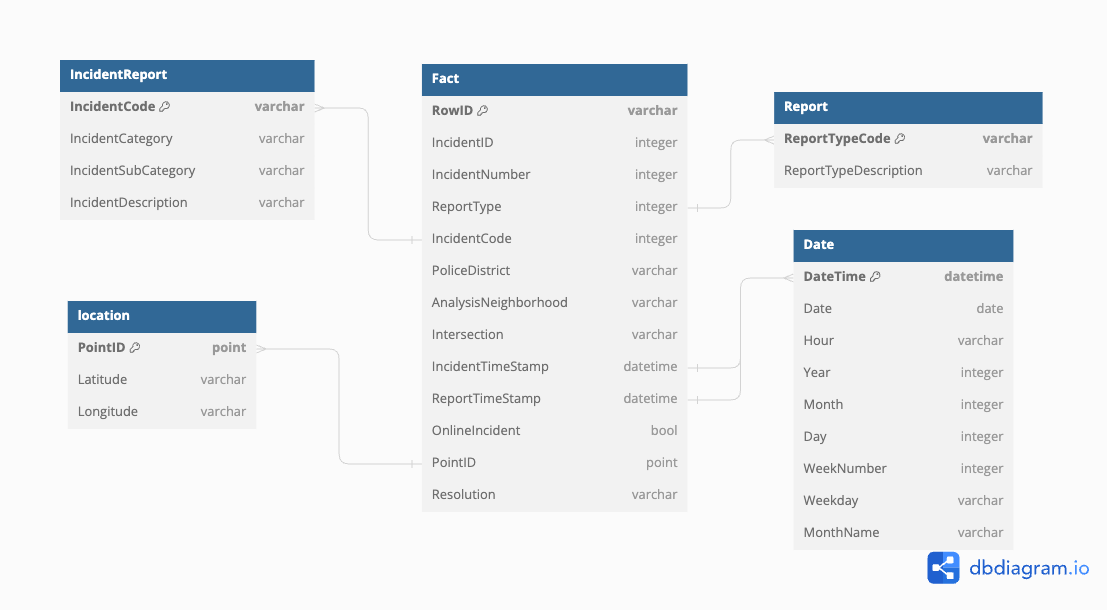 IncidentReport
IncidentCode varchar
IncidentCategory varchar
IncidentSubCategory varchar
IncidentDescription varchar
location
PointID point
Latitude varchar
Longitude varchar
Fact
RowID varchar
IncidentID integer
IncidentNumber integer
ReportType integer
IncidentCode integer
PoliceDistrict varchar
AnalysisNeighborhood varchar
Intersection varchar
IncidentTimeStamp datetime
ReportTimeStamp datetime
OnlineIncident bool
PointID point
Resolution varchar
Report
ReportTypeCode varchar
ReportTypeDescription varchar
Date
DateTime datetime
Date date
Hour varchar
Year integer
Month integer
Day integer
WeekNumber integer
Weekday varchar
MonthName varchar
dbdiagram.io